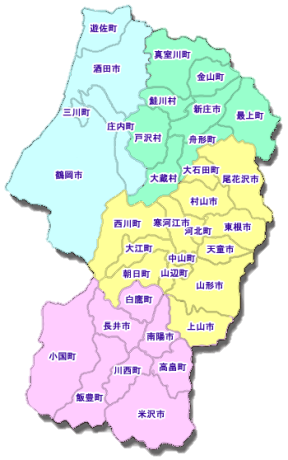 遊佐町
真室川町
酒田市
金山町
鮭川村
新庄市
三川町
最上町
庄内町
戸沢村
舟形町
大蔵村
大石田町
鶴岡市
尾花沢市
村山市
西川町
寒河江市
東根市
河北町
大江町
天童市
中山町
朝日町
山辺町
山形市
白鷹町
長井市
上山市
南陽市
小国町
川西町
高畠町
飯豊町
米沢市